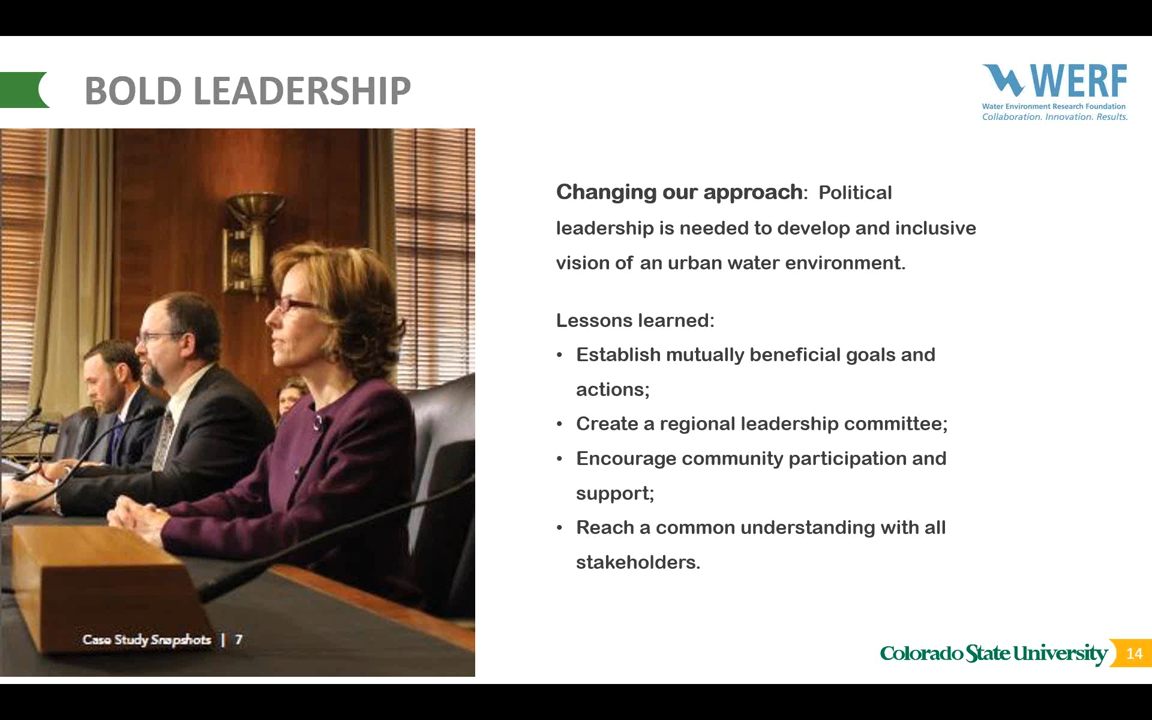 BOLD LEADERSHIP
WERF
Water Environment Research Foundation
Collaboration. Innovation. Results.
Changing our approach: Political
leadership is needed to develop and inclusive
vision of an urban water environment.
Lessons learned:
• Establish mutually beneficial goals and
actions;
• Create a regional leadership committee;
• Encourage community participation and
support;
• Reach a common understanding with all
stakeholders.
Case Study Snapshots | 7
Colorado State University
14